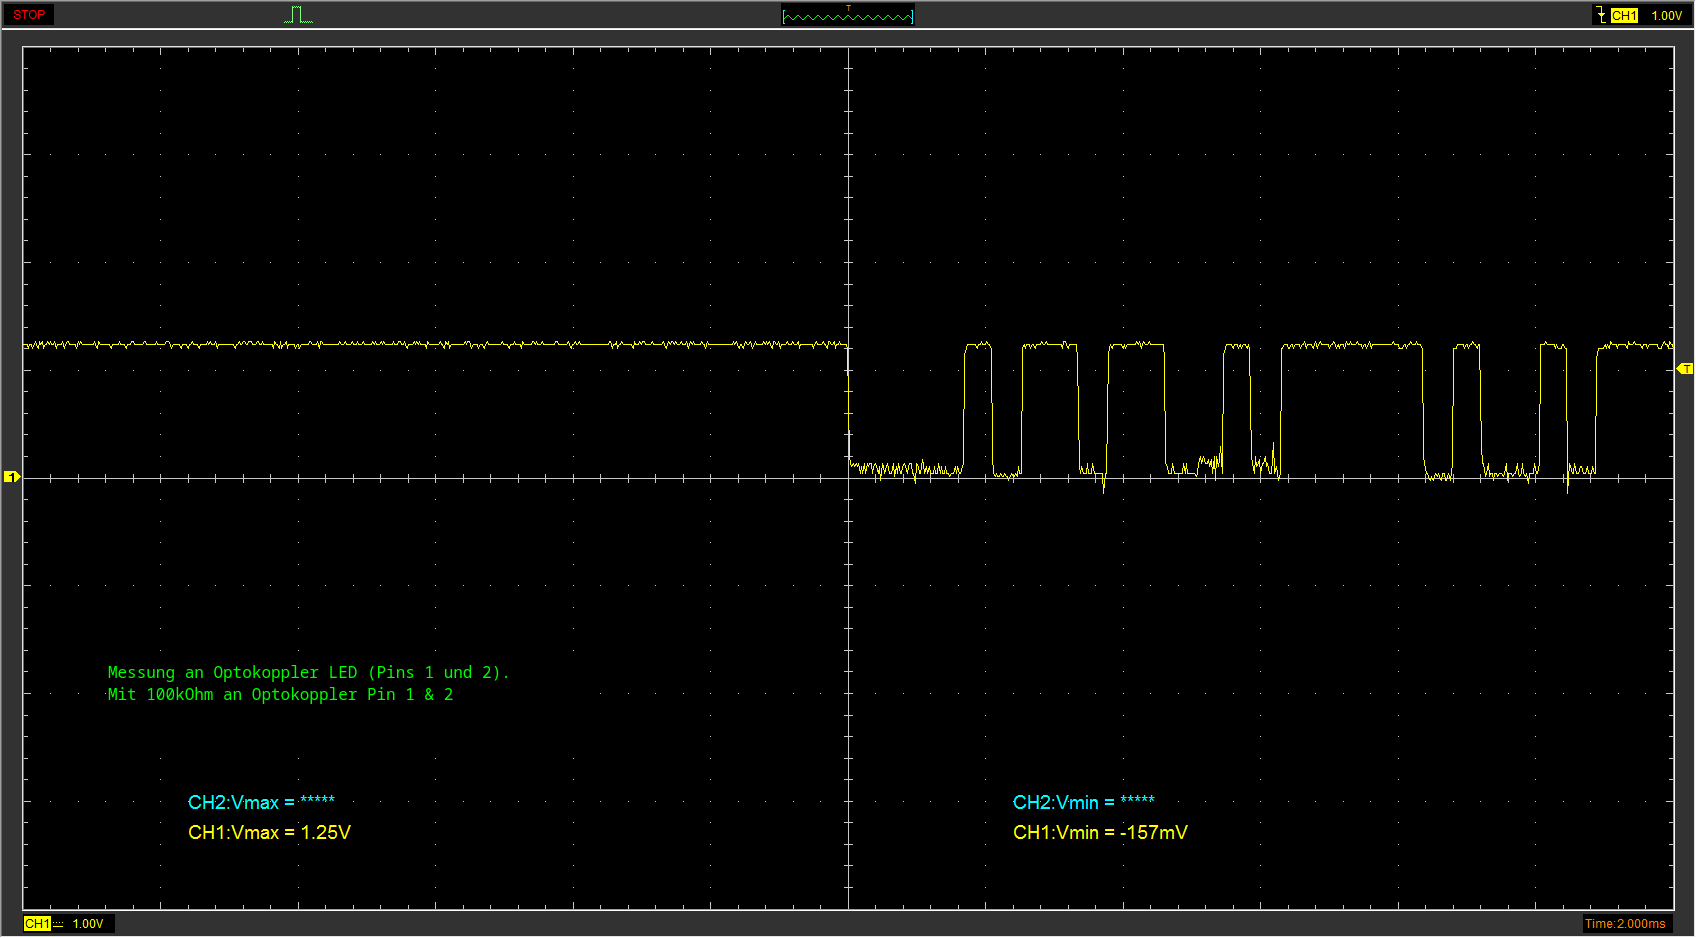 STOP
T
CH1 1.00V
T
1
Messung an Optokoppler LED (Pins 1 und 2).
Mit 100kOhm an Optokoppler Pin 1 & 2
CH2:Vmax = *****
CH2:Vmin = *****
CH1:Vmax = 1.25V
CH1:Vmin = -157mV
CH1 1.00V
Time:2.000ms